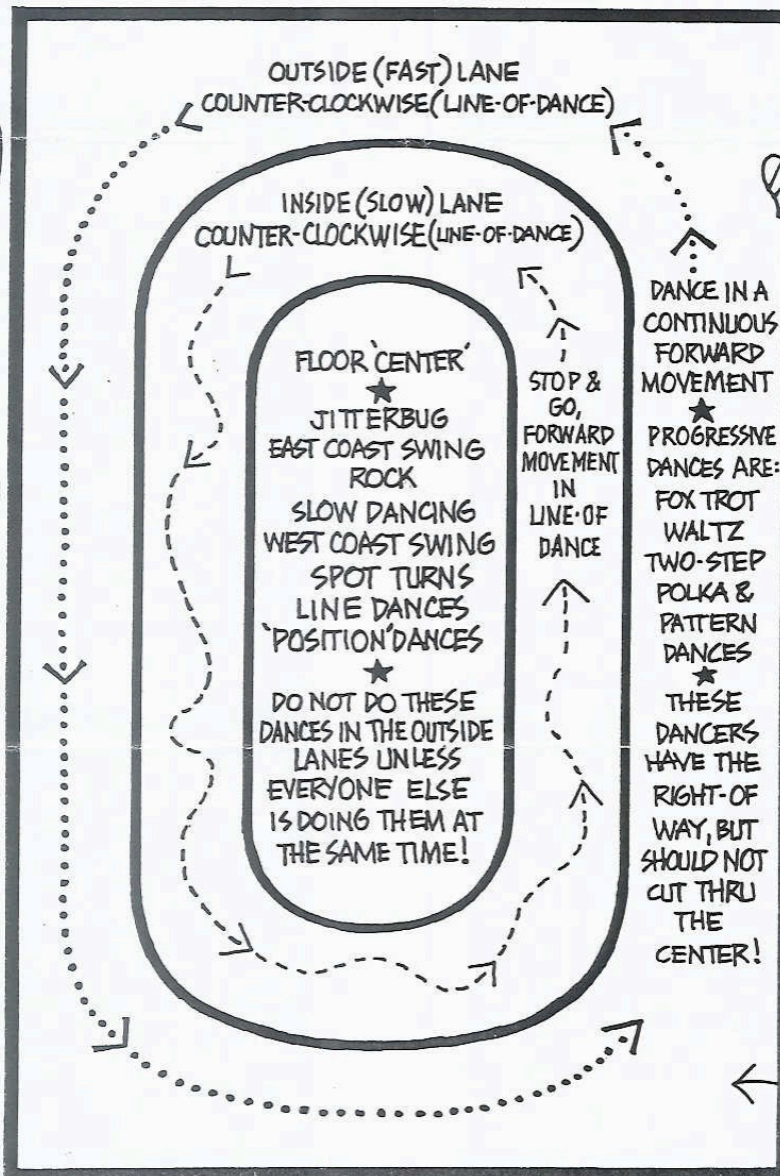 OUTSIDE (FAST) LANE
COUNTER-CLOCKWISE (LINE-OF-DANCE)
INSIDE (SLOW) LANE
COUNTER-CLOCKWISE (LINE-OF-DANCE)
FLOOR 'CENTER'
JITTERBUG
EAST COAST SWING
ROCK
SLOW DANCING
WEST COAST SWING
SPOT TURNS
LINE DANCES
'POSITION' DANCES
DO NOT DO THESE
DANCES IN THE OUTSIDE
LANES UNLESS
EVERYONE ELSE
IS DOING THEM AT
THE SAME TIME!
STOP &
GO,
FORWARD
MOVEMENT
IN
LINE-OF
DANCE
DANCE IN A
CONTINUOUS
FORWARD
MOVEMENT
PROGRESSIVE
DANCES ARE:
FOX TROT
WALTZ
TWO-STEP
POLKA &
PATTERN
DANCES
THESE
DANCERS
HAVE THE
RIGHT-OF
WAY, BUT
SHOULD NOT
CUT THRU
THE
CENTER!